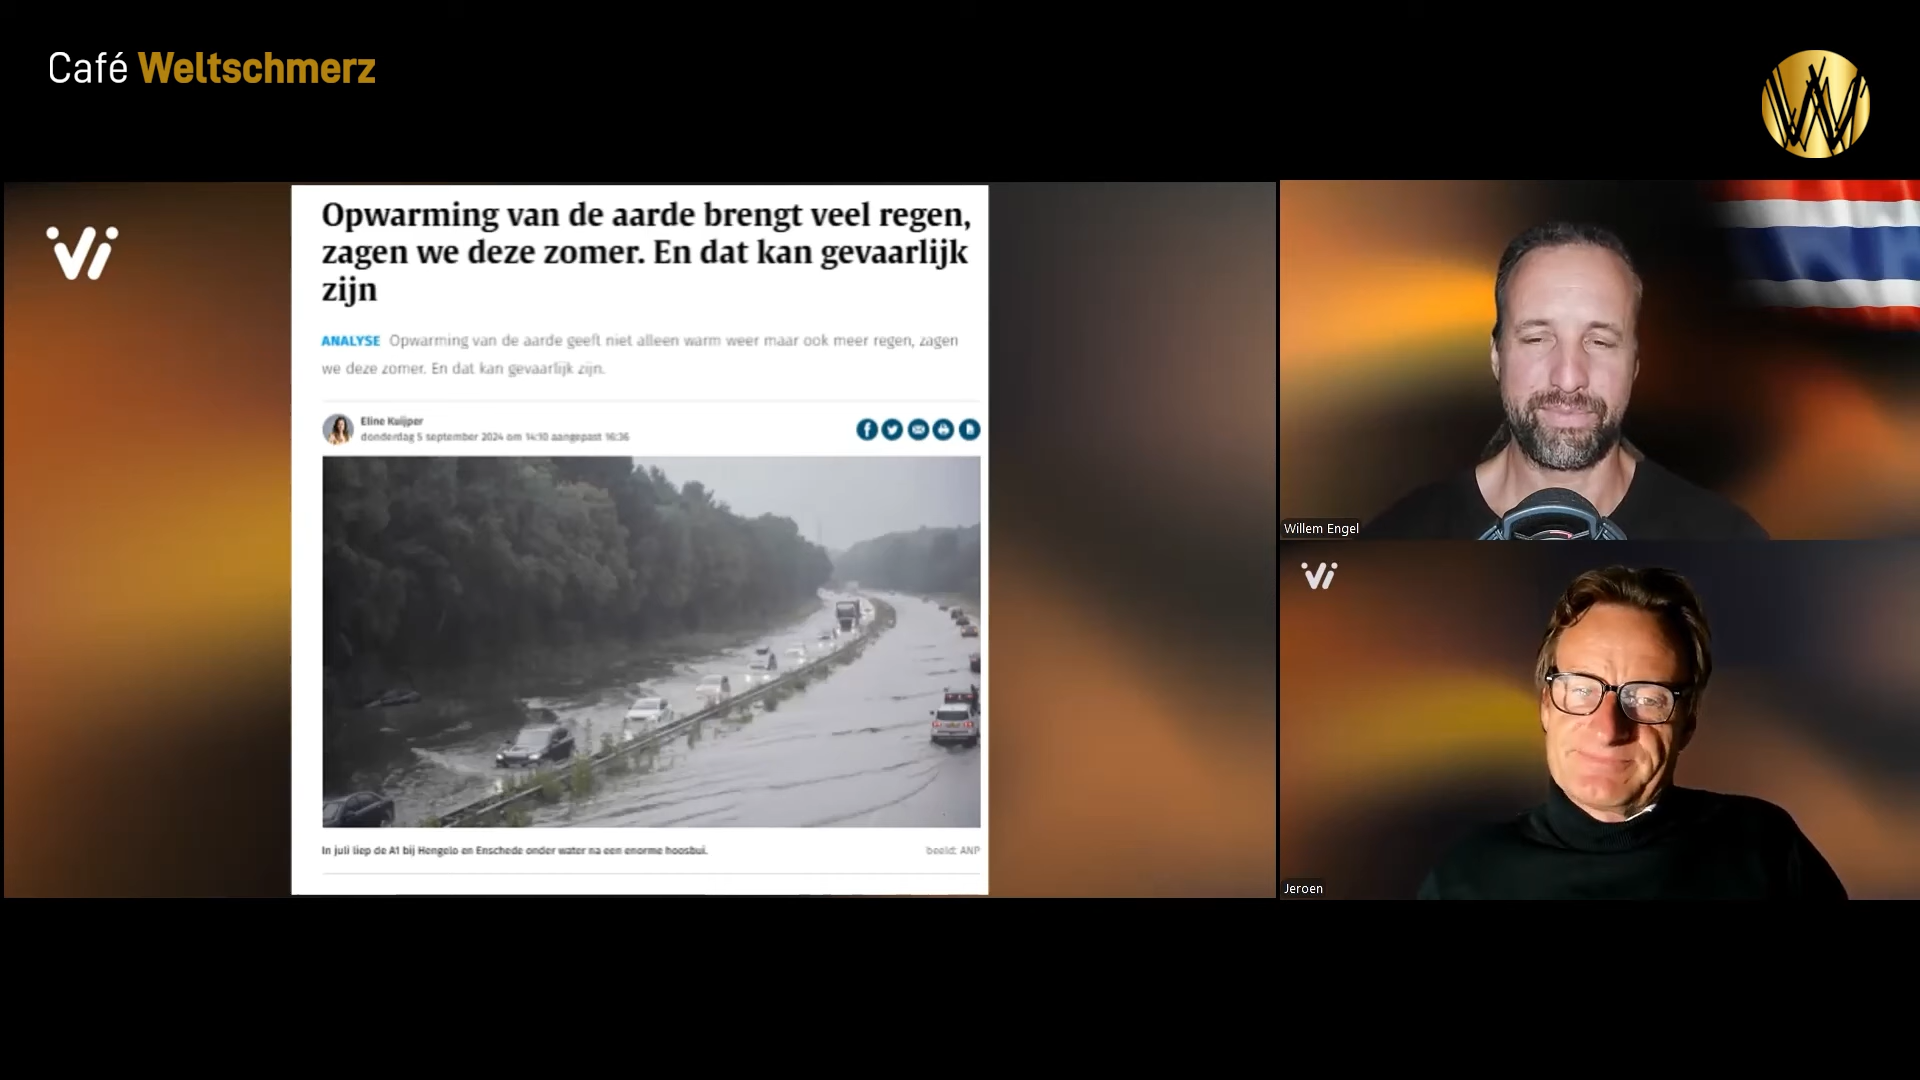 Café Weltschmerz
Opwarming van de aarde brengt veel regen,
zagen we deze zomer. En dat kan gevaarlijk
zijn
ANALYSE Opwarming van de aarde geeft niet alleen warm weer maar ook meer regen, zagen
we deze zomer. En dat kan gevaarlijk zijn.
Eline Kuijper
donderdag 5 september 2024 om 14:10 aangepast 16:36
In juli liep de A1 bij Hengelo en Enschede onder water na een enorme hoosbui.
beeld: ANP
Willem Engel
Jeroen